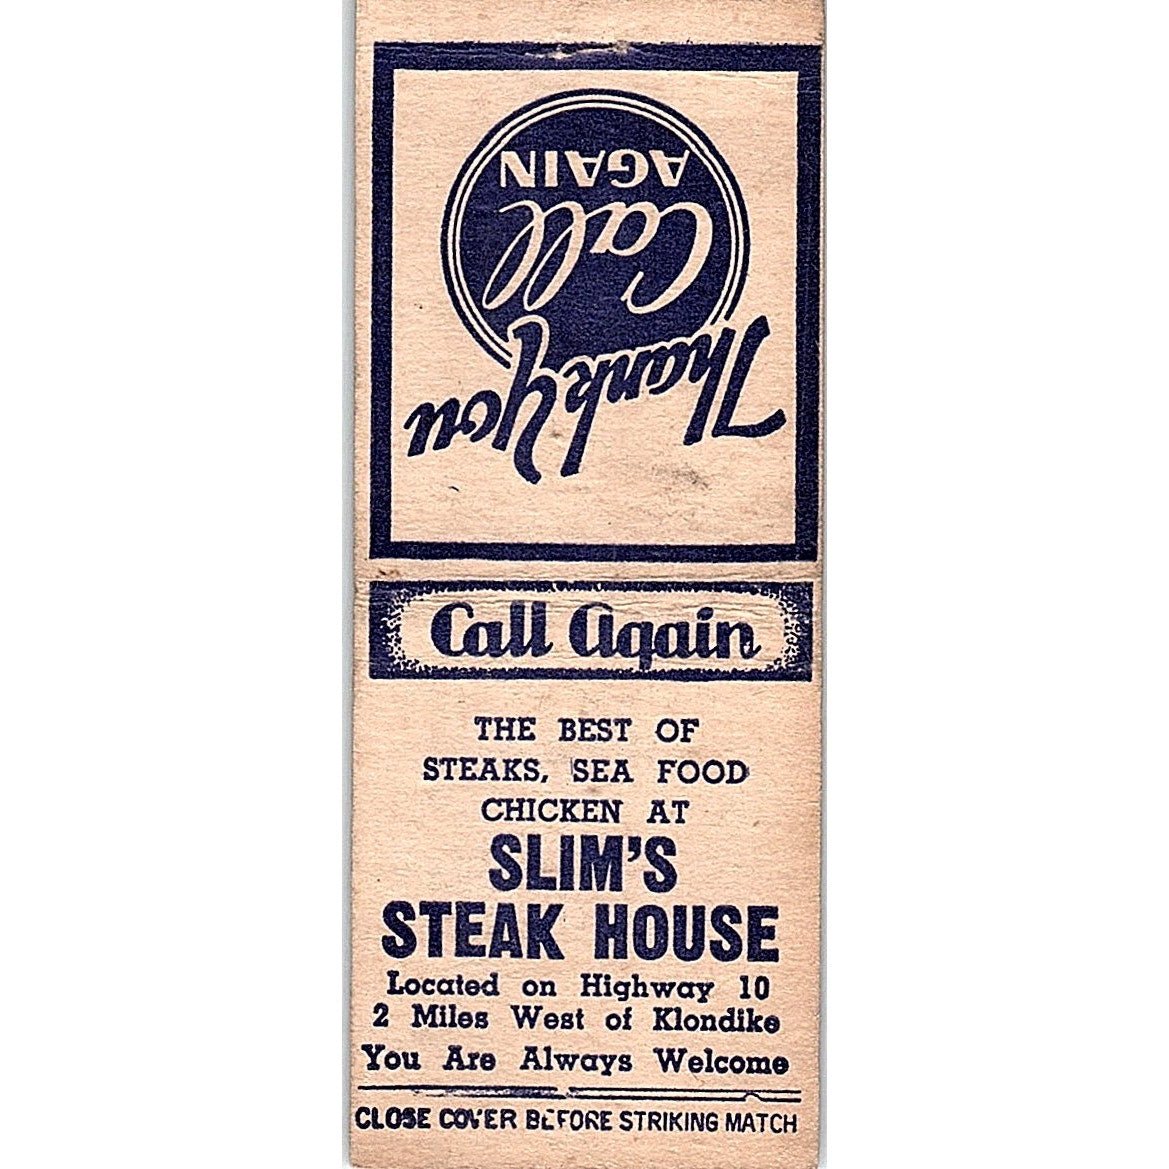 Thank You
Call
AGAIN
Call Again
THE BEST OF
STEAKS, SEA FOOD
CHICKEN AT
SLIM'S
STEAK HOUSE
Located on Highway 10
2 Miles West of Klondike
You Are Always Welcome
CLOSE COVER BEFORE STRIKING MATCH